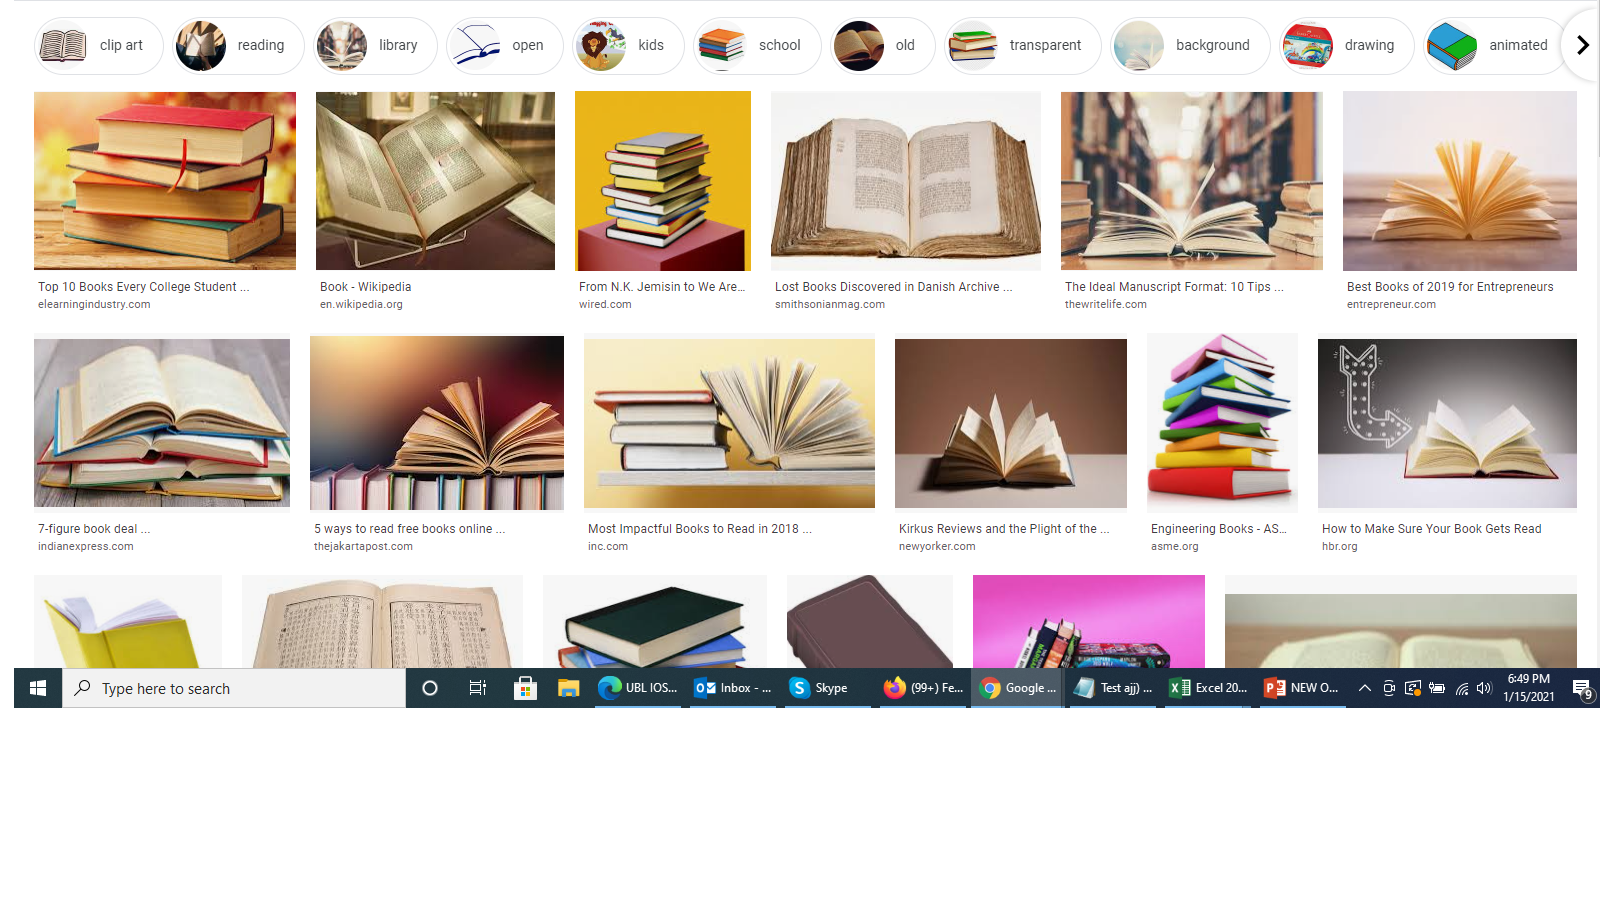 clip art
reading
library
open
kids
school
old
transparent
background
drawing
animated
Top 10 Books Every College Student ...
elearningindustry.com
Book - Wikipedia
en.wikipedia.org
From N.K. Jemisin to We Are...
wired.com
Lost Books Discovered in Danish Archive ...
smithsonianmag.com
The Ideal Manuscript Format: 10 Tips ...
thewritelife.com
Best Books of 2019 for Entrepreneurs
entrepreneur.com
7-figure book deal ...
indianexpress.com
5 ways to read free books online ...
thejakartapost.com
Most Impactful Books to Read in 2018 ...
inc.com
Kirkus Reviews and the Plight of the ...
newyorker.com
Engineering Books - AS...
asme.org
How to Make Sure Your Book Gets Read
hbr.org
Type here to search
UBL IOS...
Inbox - ...
Skype
(99+) Fe...
Google ...
Test ajj) ...
Excel 20...
NEW O...
6:49 PM
1/15/2021
9